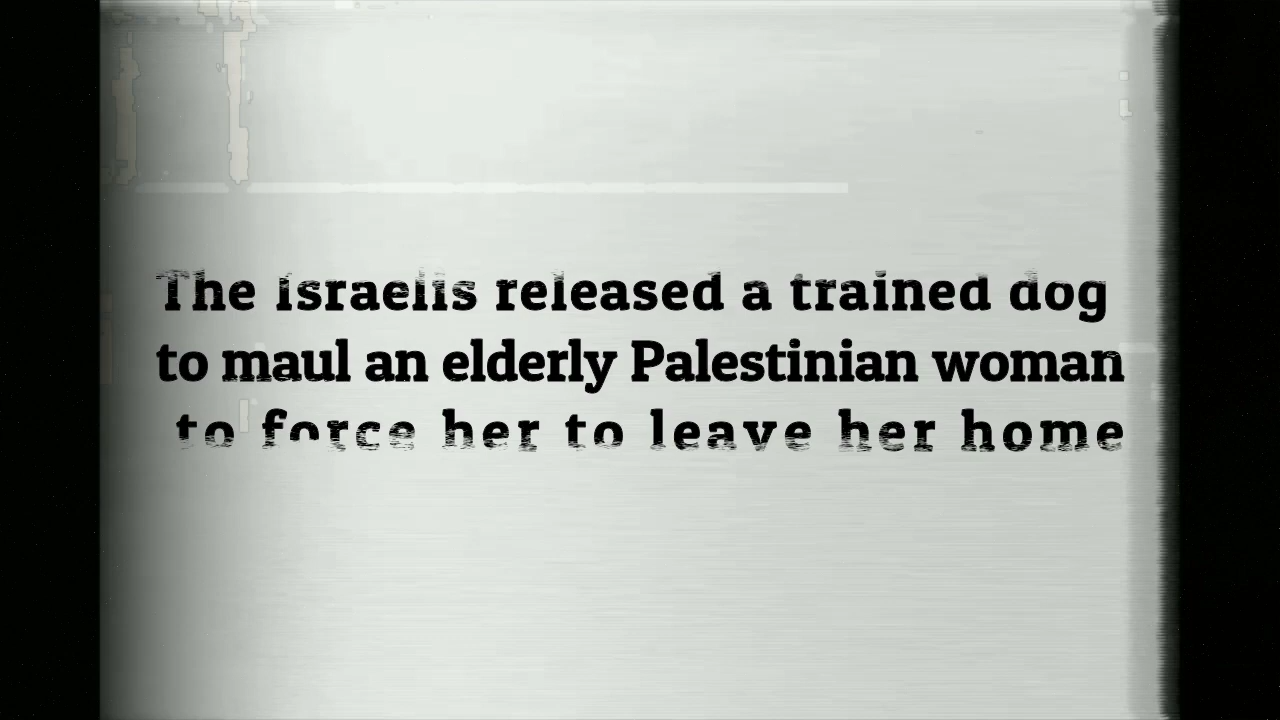 The Israelis released a trained dog
to maul an elderly Palestinian woman
to force her to leave her home